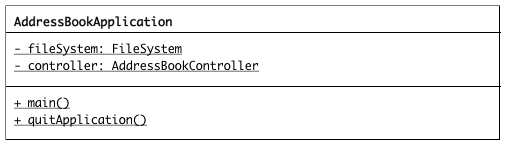 AddressBookApplication
- fileSystem: FileSystem
- controller: AddressBookController
+ main()
+ quitApplication()